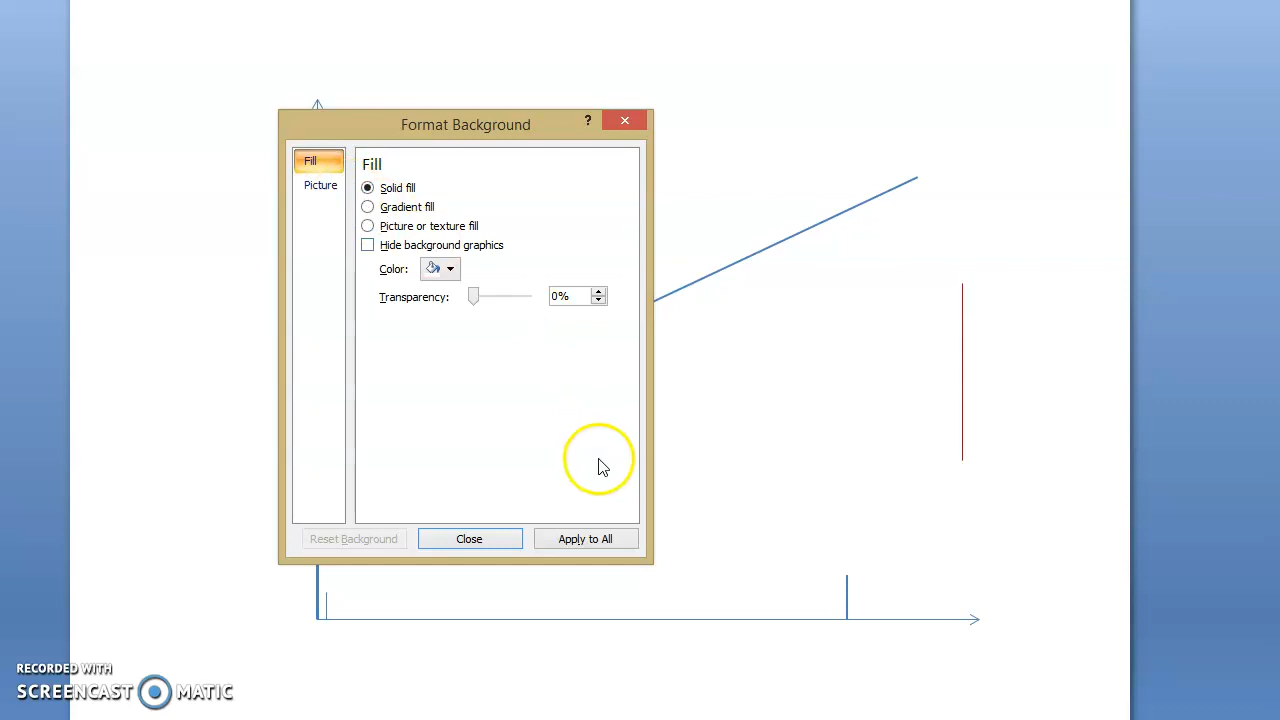 Format Background
?
Fill
Picture
Fill
Solid fill
Gradient fill
Picture or texture fill
Hide background graphics
Color:
Transparency:
0%
Reset Background
Close
Apply to All
RECORDED WITH
SCREENCAST MATIC